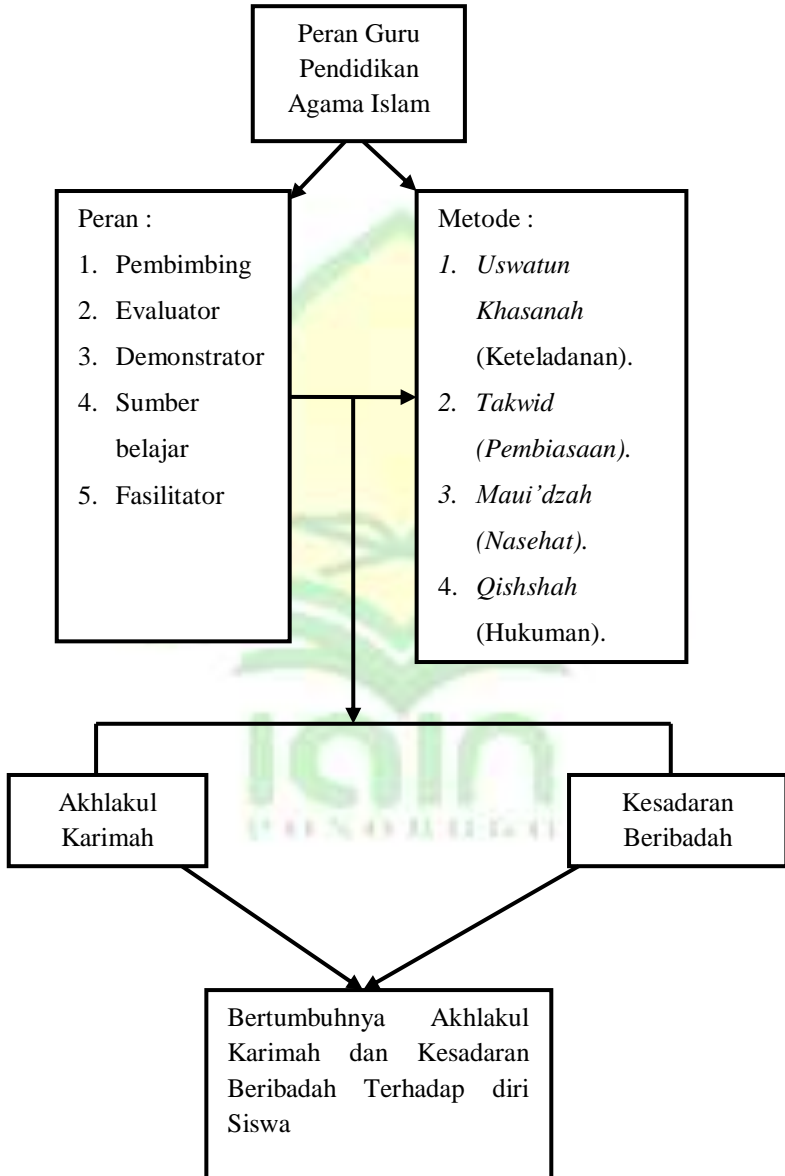 Peran Guru
Pendidikan
Agama Islam
Peran :
1. Pembimbing
2. Evaluator
3. Demonstrator
4. Sumber
belajar
5. Fasilitator
Metode :
1. Uswatun
Khasanah
(Keteladanan).
2. Takwid
(Pembiasaan).
3. Maui’dzah
(Nasehat).
4. Qishshah
(Hukuman).
iain
PONOROGO
Akhlakul
Karimah
Kesadaran
Beribadah
Bertumbuhnya Akhlakul
Karimah dan Kesadaran
Beribadah Terhadap diri
Siswa